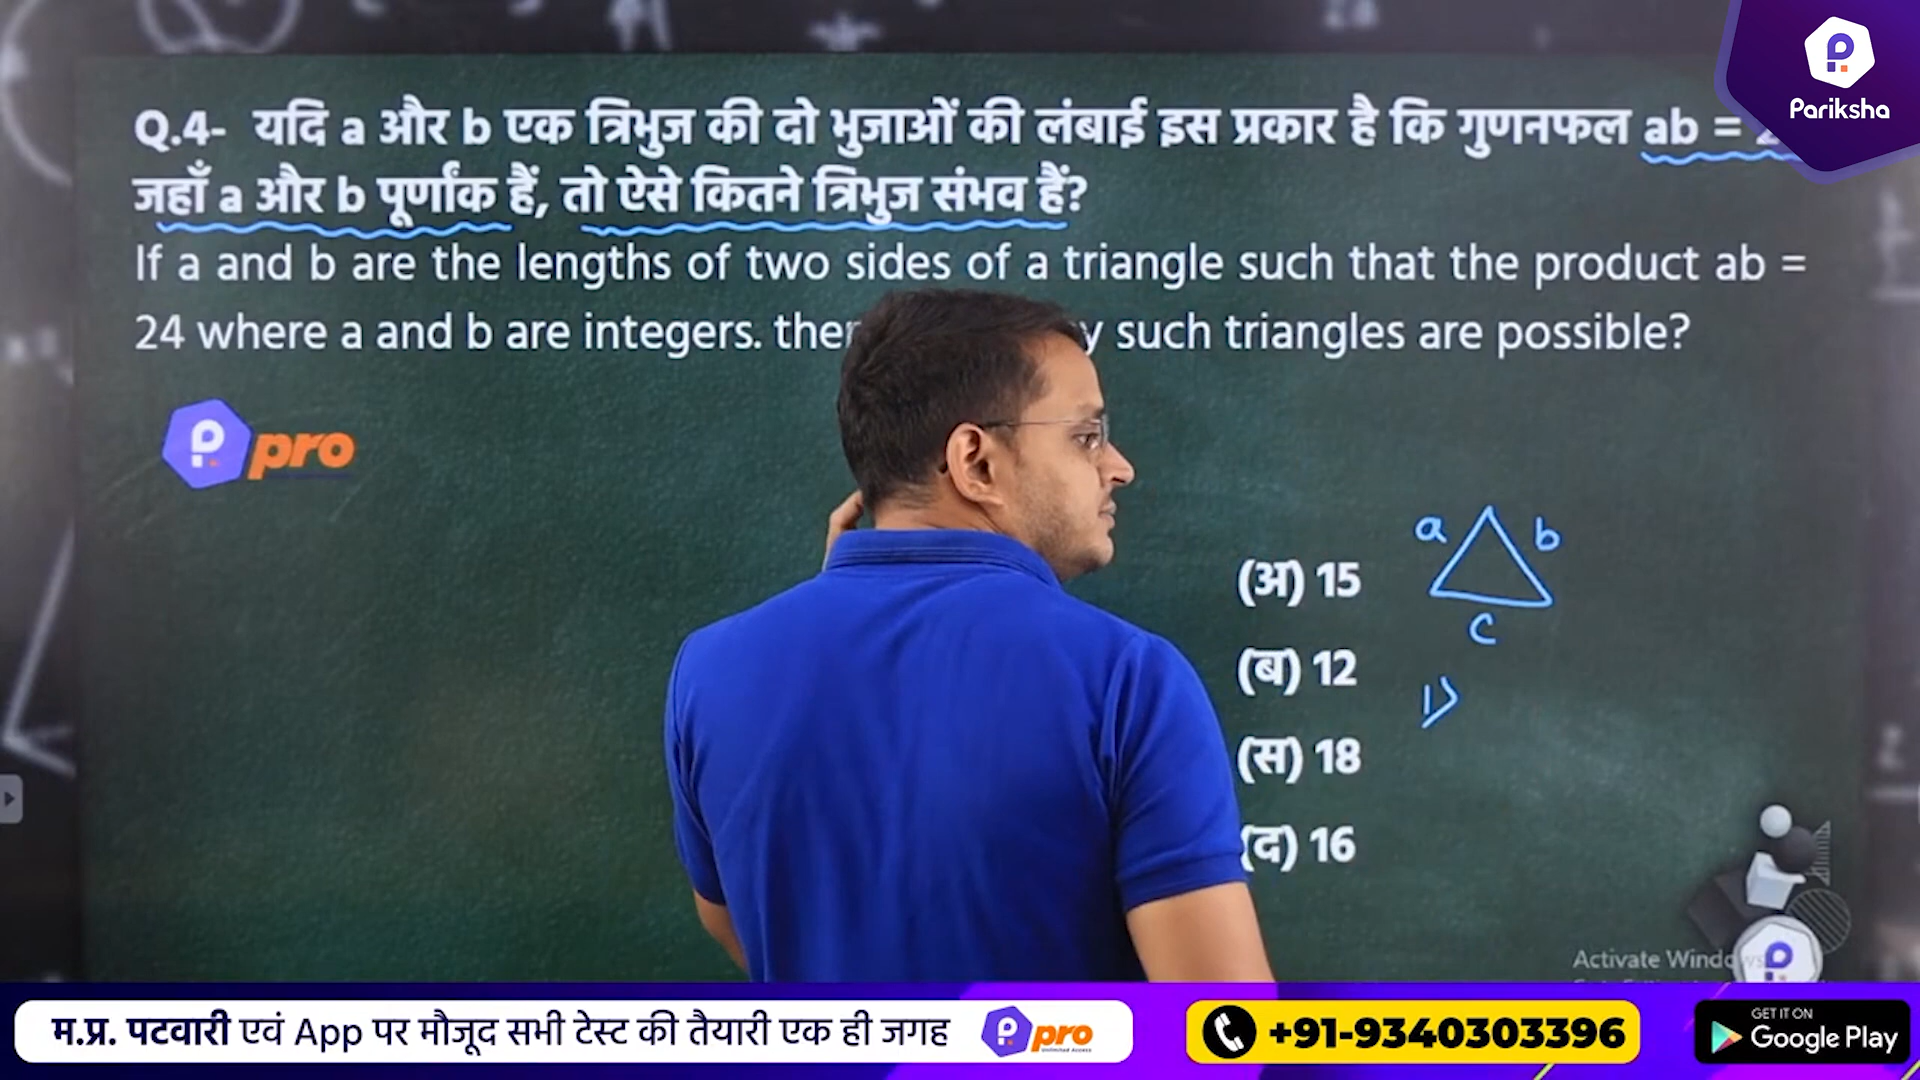 Pariksha
Q.4- यदि a और b एक त्रिभुज की दो भुजाओं की लंबाई इस प्रकार है कि गुणनफल ab =
जहाँ a और b पूर्णांक हैं, तो ऐसे कितने त्रिभुज संभव हैं?
If a and b are the lengths of two sides of a triangle such that the product ab =
24 where a and b are integers. such triangles are possible?
pro
a b
(अ) 15
c
(ब) 12
1)
(स) 18
(द) 16
Activate
म.प्र. पटवारी एवं App पर मौजूद सभी टेस्ट की तैयारी एक ही जगह
pro
+91-9340303396
GET IT ON
Google Play